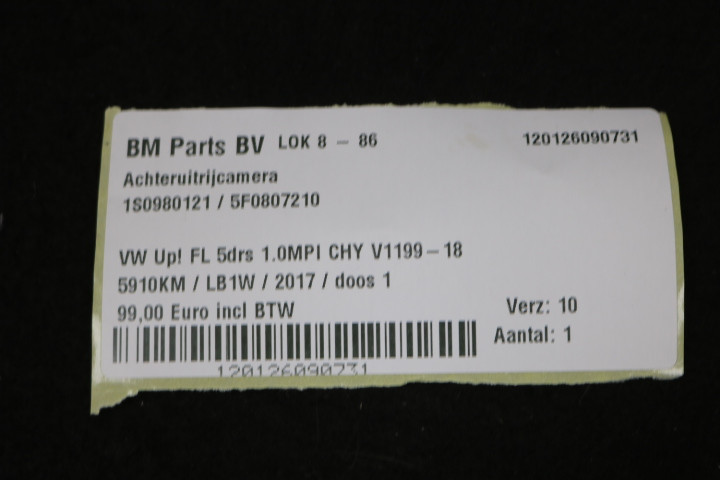 BM Parts BV LOK 8 - 86 120126090731
Achteruitrijcamera
1S0980121 / 5F0807210
VW Up! FL 5drs 1.0MPI CHY V1199-18
5910KM / LB1W / 2017 / doos 1
99,00 Euro incl BTW Verz: 10
Aantal: 1
120126090731